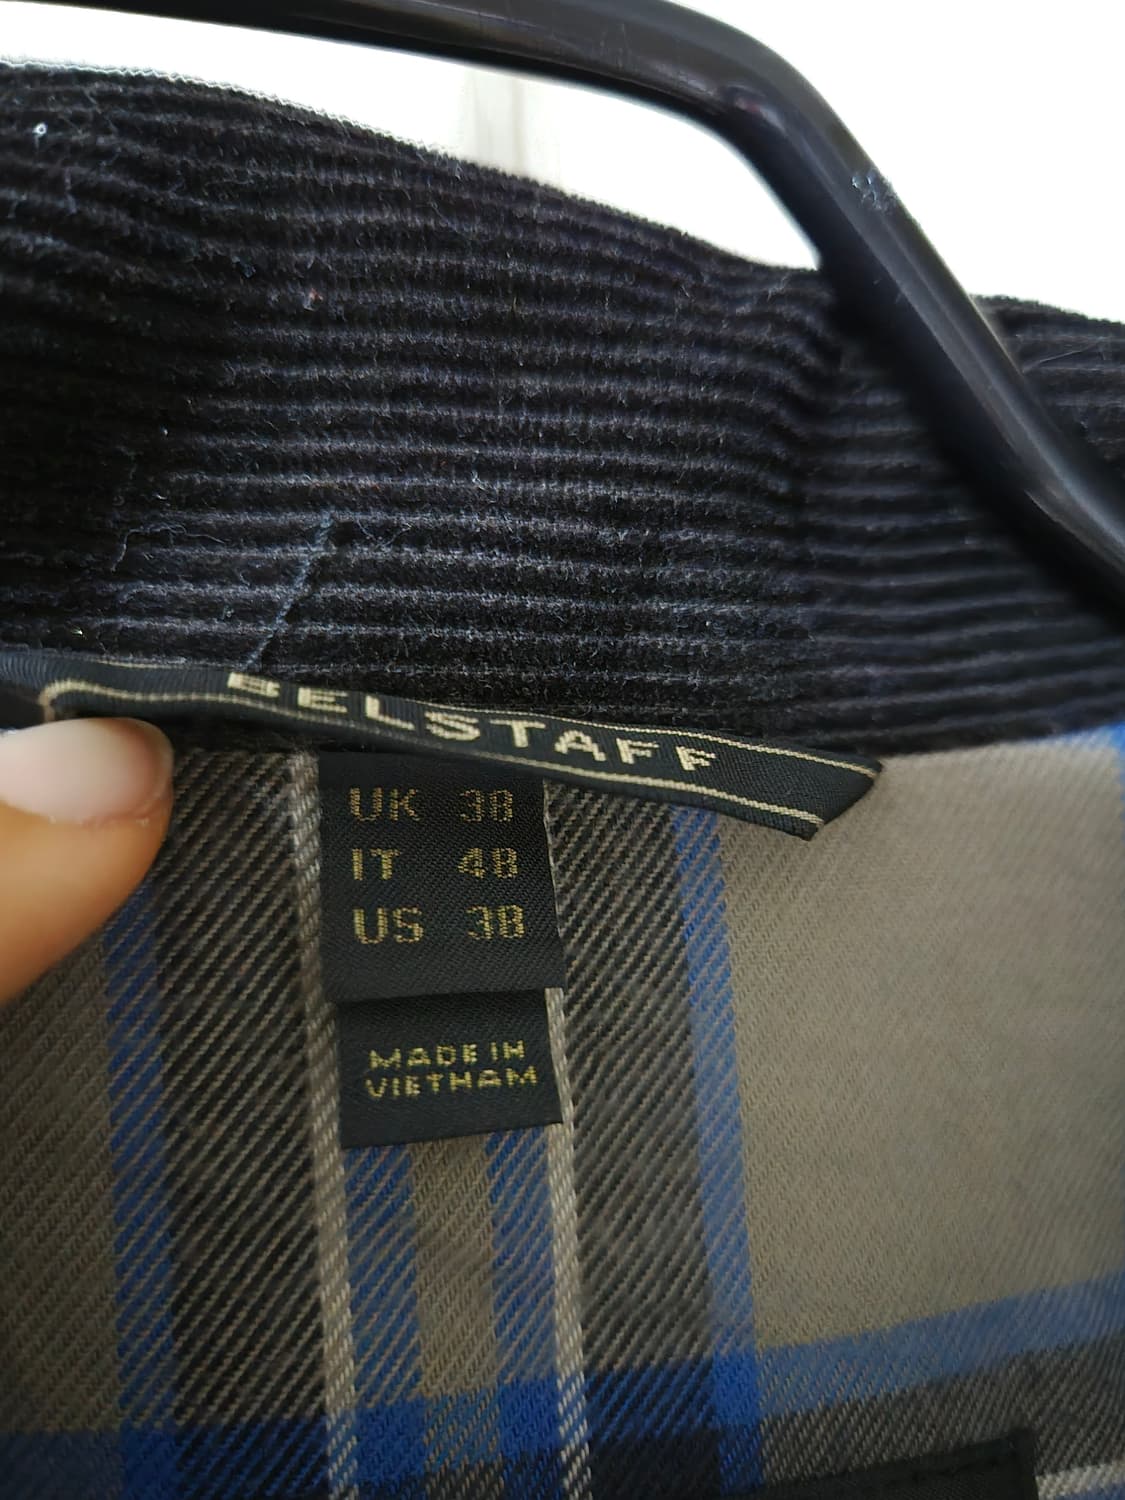 BELSTAFF
UK 38
IT 48
US 38
MADE IN
VIETNAM